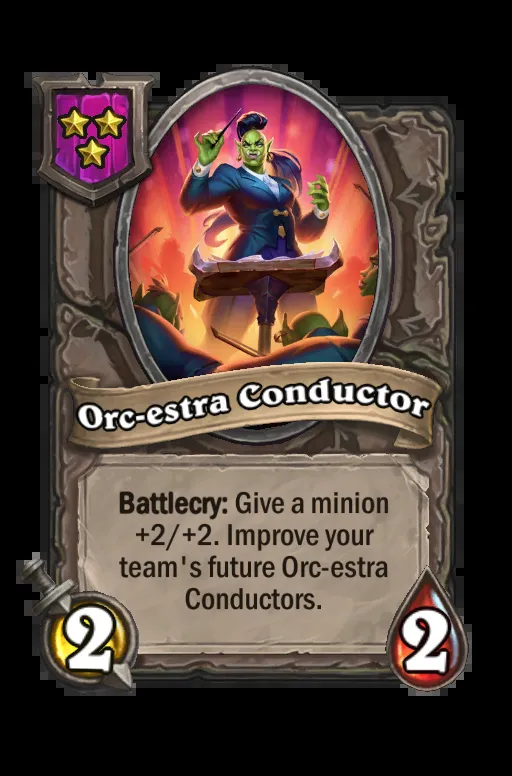 Orc-estra Conductor
Battlecry: Give a minion
+2/+2. Improve your
team's future Orc-estra
Conductors.
2
2